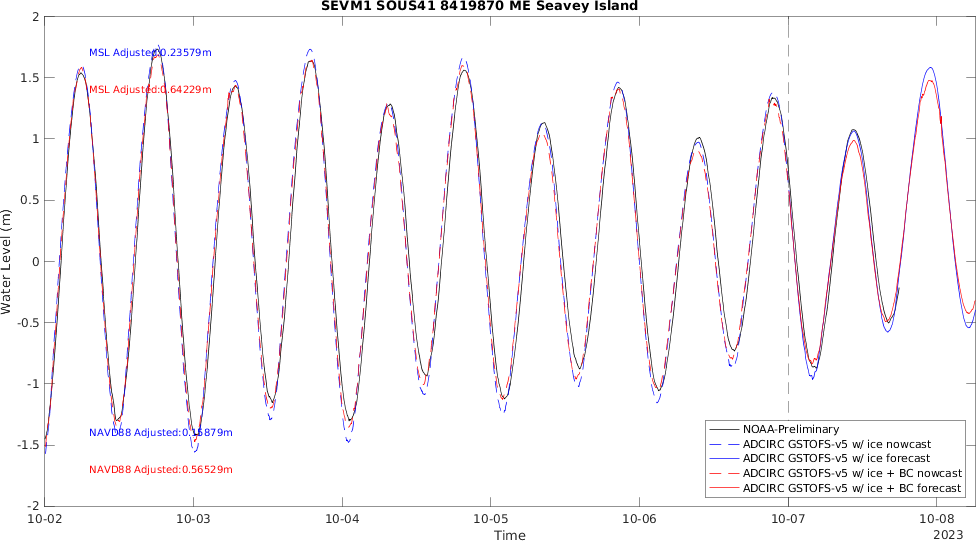 SEVM1 SOUS41 8419870 ME Seavey Island
2
1.5
1
0.5
0
-0.5
-1
-1.5
-2
Water Level (m)
MSL Adjusted:0.23579m
MSL Adjusted:0.64229m
NAVD88 Adjusted:0.15879m
NAVD88 Adjusted:0.56529m
NOAA-Preliminary
ADCIRC GSTOFS-v5 w/ ice nowcast
ADCIRC GSTOFS-v5 w/ ice forecast
ADCIRC GSTOFS-v5 w/ ice + BC nowcast
ADCIRC GSTOFS-v5 w/ ice + BC forecast
10-02 10-03 10-04 10-05 10-06 10-07 10-08
Time
2023